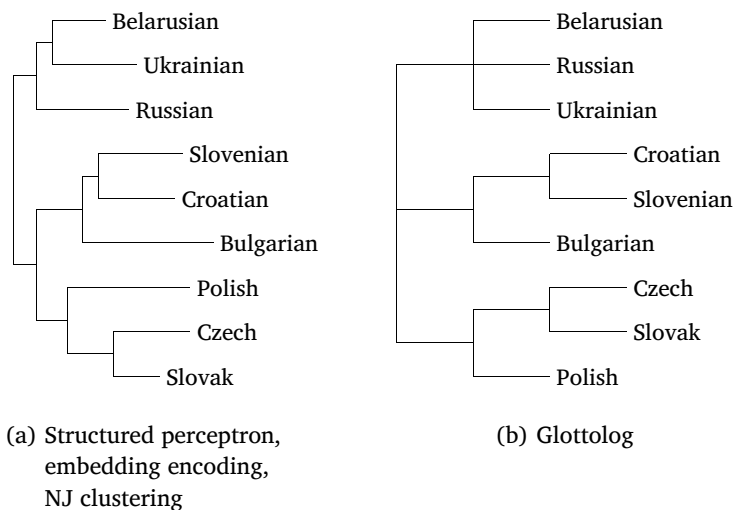 Belarusian
Ukrainian
Russian
Slovenian
Croatian
Bulgarian
Polish
Czech
Slovak
(a) Structured perceptron,
embedding encoding,
NJ clustering
Belarusian
Russian
Ukrainian
Croatian
Slovenian
Bulgarian
Czech
Slovak
Polish
(b) Glottolog